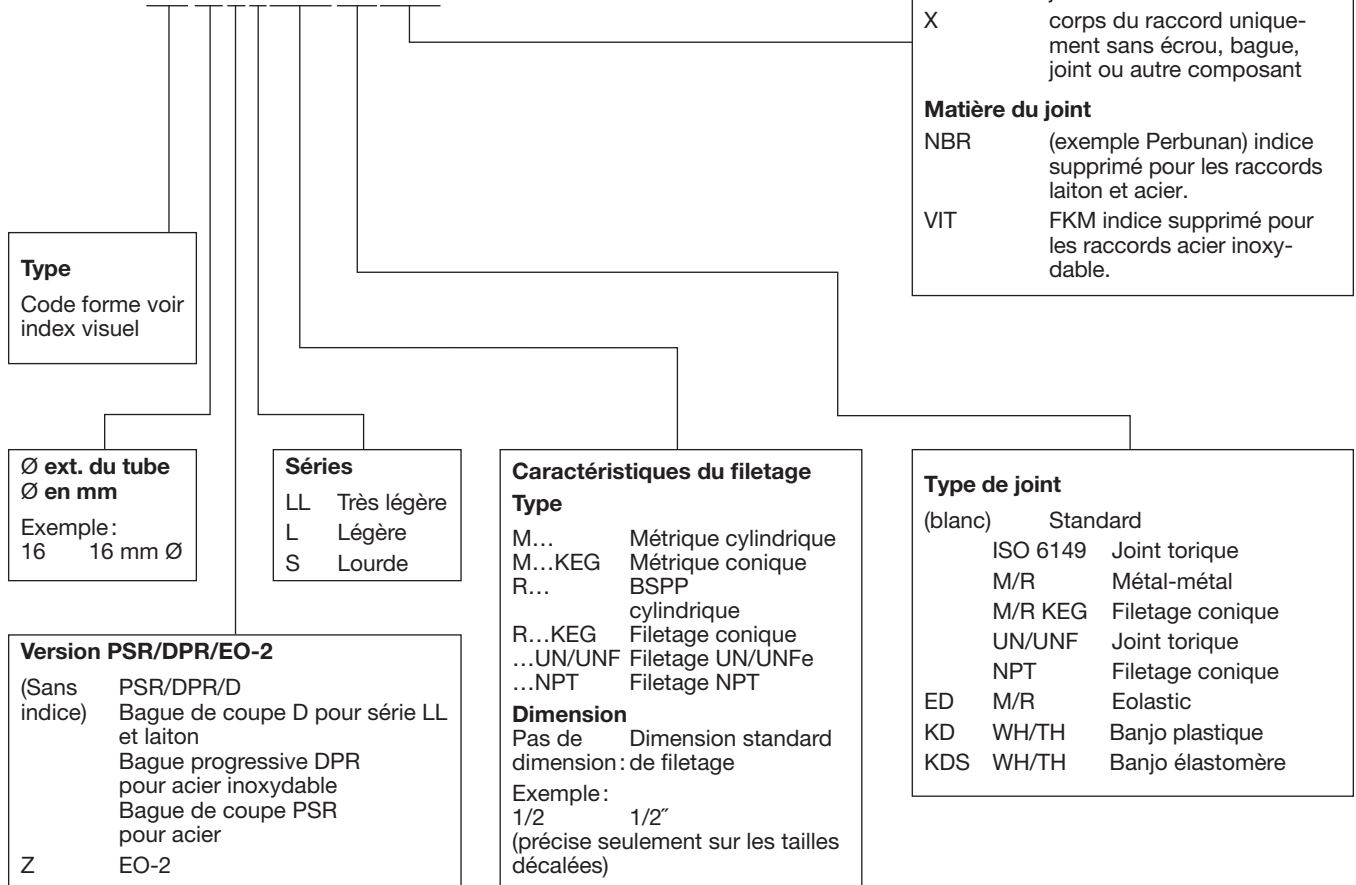 X corps du raccord unique-
ment sans écrou, bague,
joint ou autre composant
Matière du joint
NBR (exemple Perbunan) indice
supprimé pour les raccords
laiton et acier.
VIT FKM indice supprimé pour
les raccords acier inoxy-
dable.
Type
Code forme voir
index visuel
Ø ext. du tube
Ø en mm
Exemple :
16 16 mm Ø
Séries
LL Très légère
L Légère
S Lourde
Version PSR/DPR/EO-2
(Sans PSR/DPR/D
indice) Bague de coupe D pour série LL
et laiton
Bague progressive DPR
pour acier inoxydable
Bague de coupe PSR
pour acier
Z EO-2
Caractéristiques du filetage
Type
M… Métrique cylindrique
M…KEG Métrique conique
R… BSPP
cylindrique
R…KEG Filetage conique
…UN/UNF Filetage UN/UNFe
…NPT Filetage NPT
Dimension
Pas de Dimension standard
dimension : de filetage
Exemple :
1/2 1/2˝
(précise seulement sur les tailles
décalées)
Type de joint
(blanc) Standard
ISO 6149 Joint torique
M/R Métal-métal
M/R KEG Filetage conique
UN/UNF Joint torique
NPT Filetage conique
ED M/R Eolastic
KD WH/TH Banjo plastique
KDS WH/TH Banjo élastomère